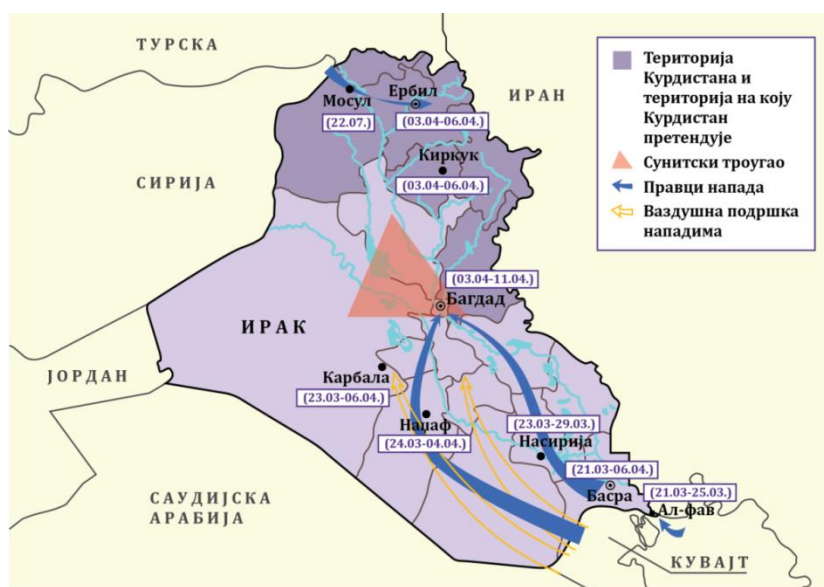 ТУРСКА
Мосул
(22.07.)
Ербил
(03.04-06.04.)
ИРАН
Киркук
(03.04-06.04.)
СИРИЈА
(03.04-11.04.)
Багдад
ИРАК
ЈОРДАН
Карбала
(23.03-06.04.)
Наџаф
(24.03-04.04.)
(23.03-29.03.)
Насирија
(21.03-06.04.)
Басра
(21.03-25.03.)
Ал-фав
САУДИЈСКА
АРАБИЈА
КУВАЈТ
Територија
Курдистана и
територија на коју
Курдистан
претендује
Сунитски троугао
Правци напада
Ваздушна подршка
нападима